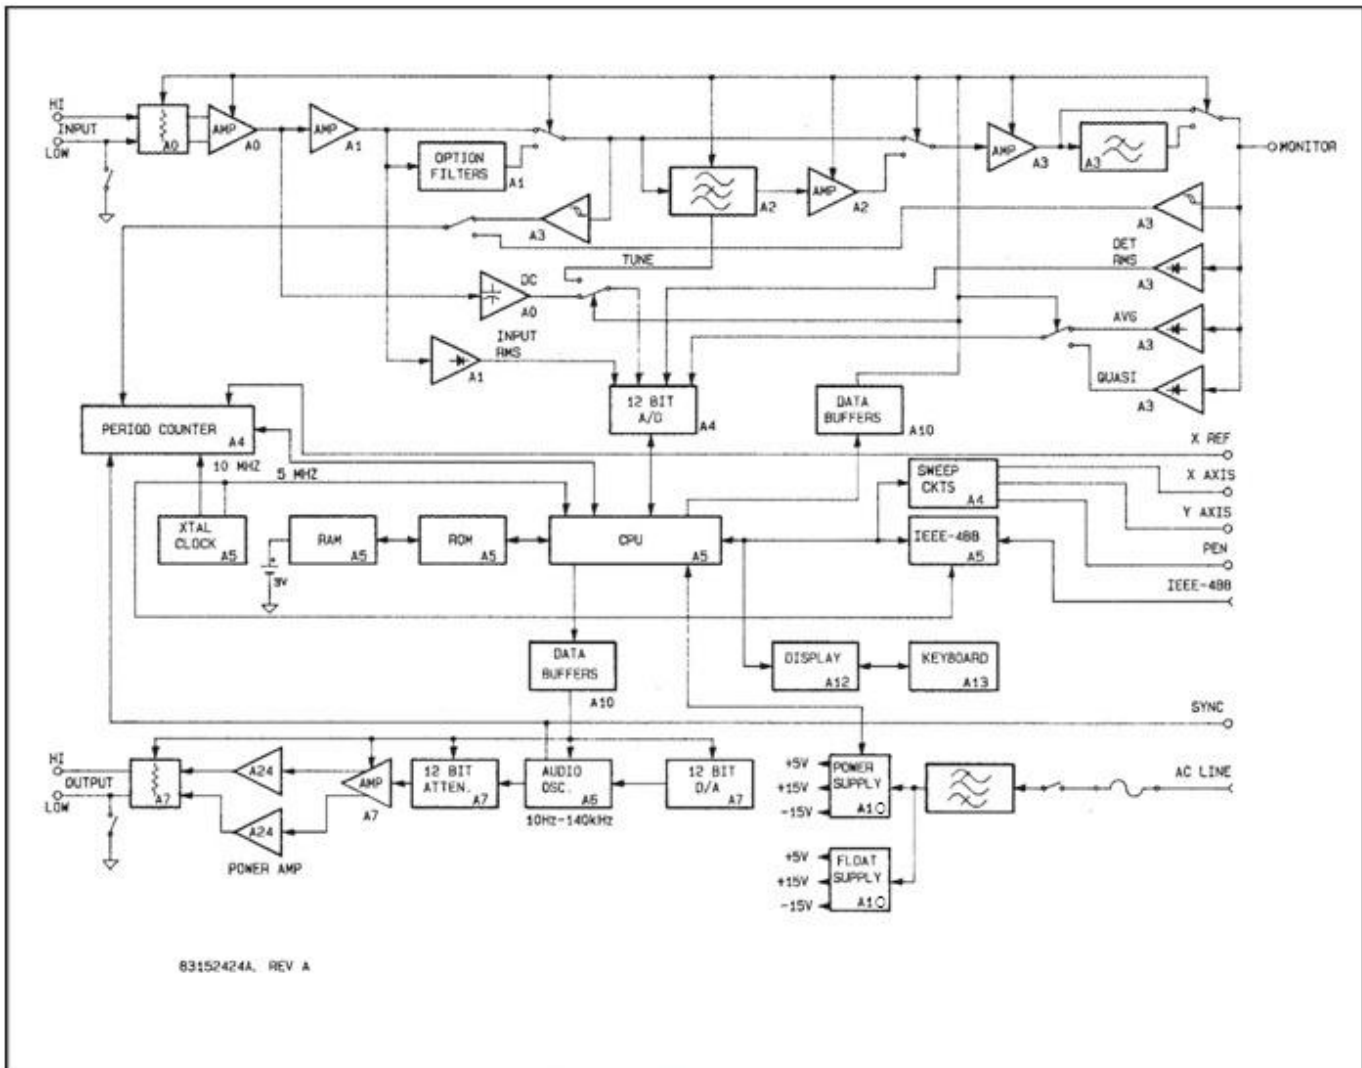 HI
INPUT
LOW
A0
AMP
A0
AMP
A1
OPTION
FILTERS
A1
A2
AMP
A2
AMP
A3
A3
MONITOR
A3
A3
TUNE
DC
A0
DET
RMS
A3
AVG
A3
QUASI
A3
INPUT
RMS
A1
12 BIT
A/D
A4
DATA
BUFFERS
A10
PERIOD COUNTER
A4
10 MHZ
5 MHZ
X REF
X AXIS
Y AXIS
PEN
IEEE-488
SWEEP
CKTS
A4
XTAL
CLOCK
A5
RAM
A5
ROM
A5
CPU
A5
IEEE-488
A5
3V
DATA
BUFFERS
A10
DISPLAY
A12
KEYBOARD
A13
SYNC
HI
OUTPUT
LOW
A7
A24
A24
POWER AMP
AMP
A7
12 BIT
ATTEN.
A7
AUDIO
OSC.
A6
10Hz-140kHz
12 BIT
D/A
A7
+5V
+15V
-15V
POWER
SUPPLY
A10
AC LINE
+5V
+15V
-15V
FLOAT
SUPPLY
A10
83152424A, REV A